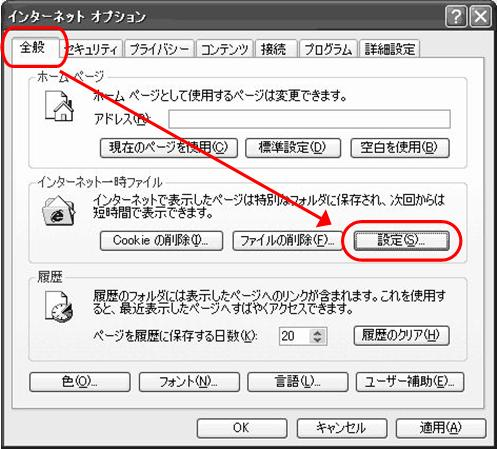 インターネット オプション
全般 セキュリティ プライバシー コンテンツ 接続 プログラム 詳細設定
ホーム ページ
ホーム ページとして使用するページは変更できます。
アドレス(R):
現在のページを使用(C) 標準設定(D) 空白を使用(B)
インターネット一時ファイル
インターネットで表示したページは特別なフォルダに保存され、次回からは
短時間で表示できます。
Cookie の削除(I)... ファイルの削除(F)... 設定(S)...
履歴
履歴のフォルダには表示したページへのリンクが含まれます。これを使用す
ると、最近表示したページへすばやくアクセスできます。
ページを履歴に保存する日数(K): 20 履歴のクリア(H)
色(O)... フォント(N)... 言語(L)... ユーザー補助(E)...
OK キャンセル 適用(A)